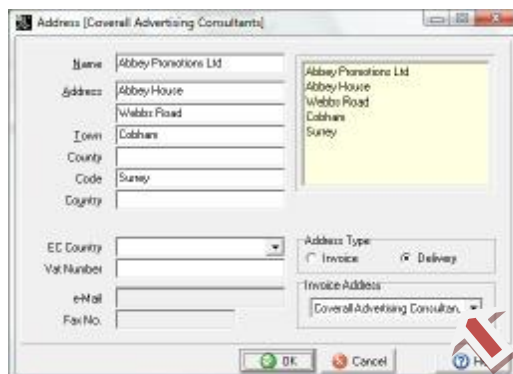 Address [Coverall Advertising Consultants]
Name Abbey Promotions Ltd
Address Abbey House
Webbs Road
Town Cobham
County
Code Surrey
Country
EC Country
Vat Number
e-Mail
Fax No.
Abbey Promotions Ltd
Abbey House
Webbs Road
Cobham
Surrey
Address Type
Invoice Delivery
Invoice Address
Coverall Advertising Consultan
OK Cancel